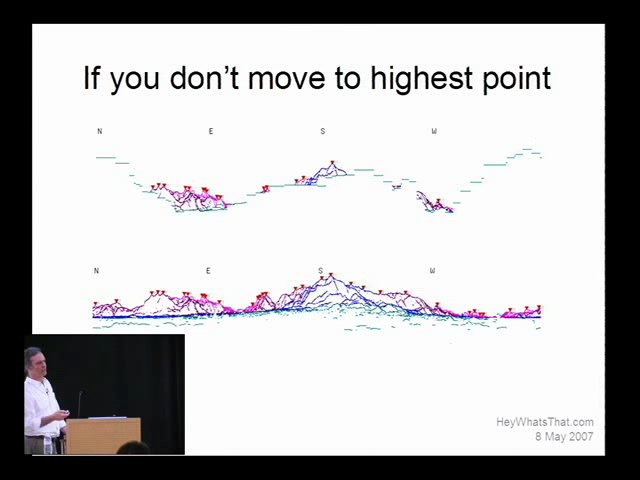 If you don't move to highest point
N E S W
N E S W
HeyWhatsThat.com
8 May 2007